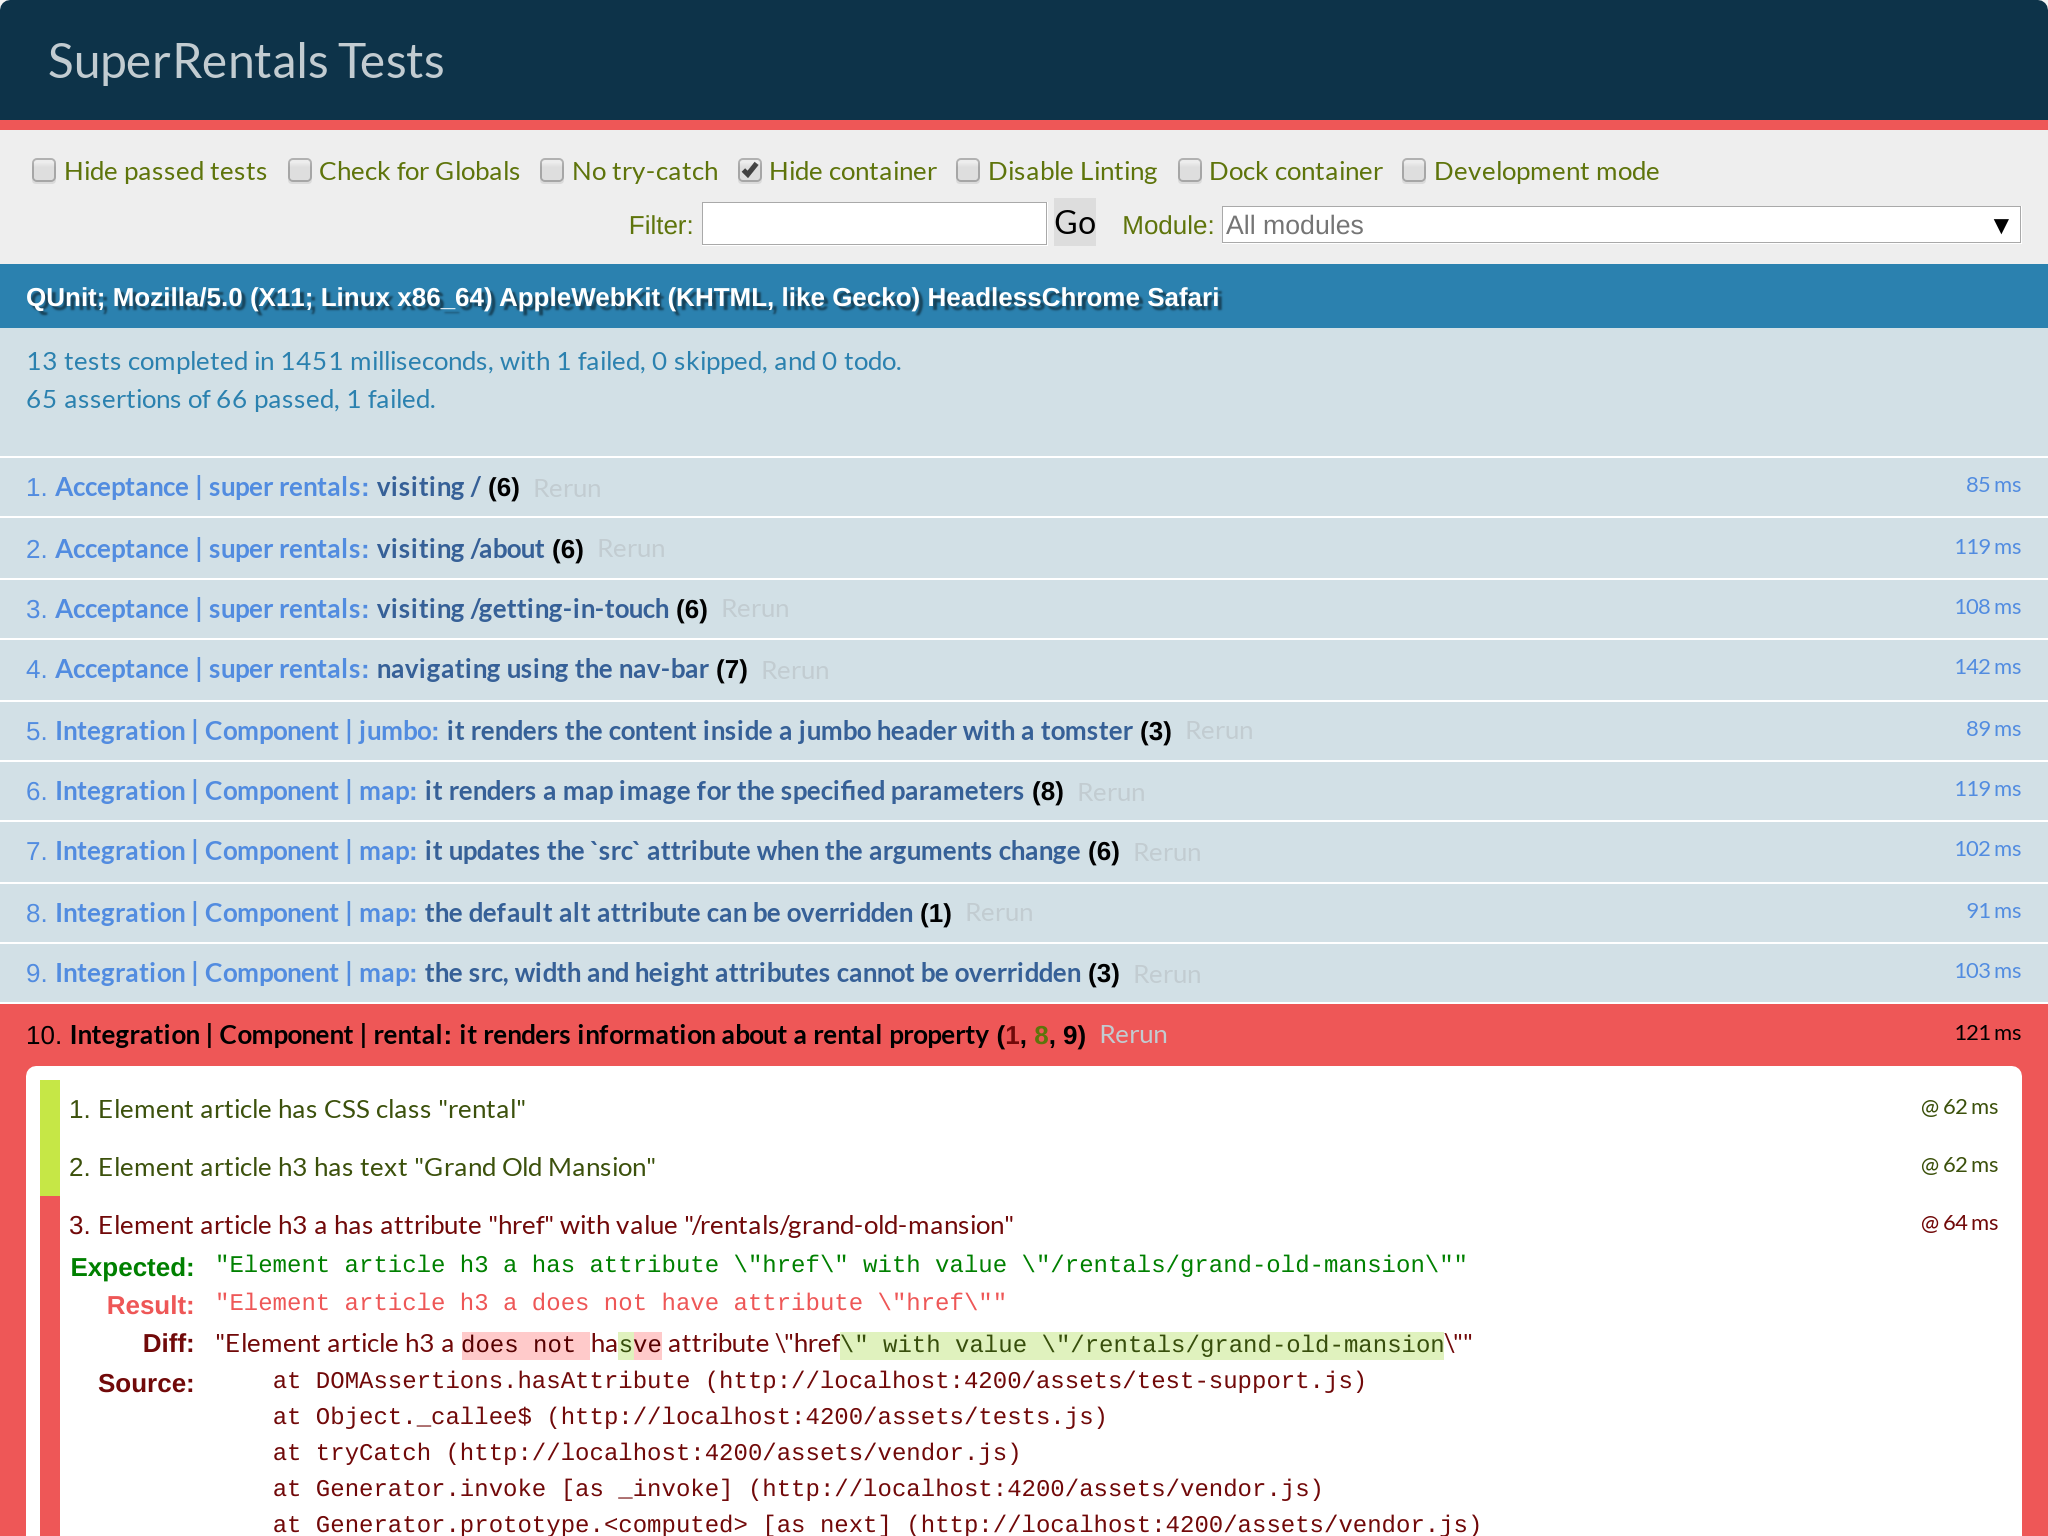 SuperRentals Tests
Hide passed tests Check for Globals No try-catch Hide container Disable Linting Dock container Development mode
Filter: Go Module: All modules ▼
QUnit; Mozilla/5.0 (X11; Linux x86_64) AppleWebKit (KHTML, like Gecko) HeadlessChrome Safari
13 tests completed in 1451 milliseconds, with 1 failed, 0 skipped, and 0 todo.
65 assertions of 66 passed, 1 failed.
1. Acceptance | super rentals: visiting / (6) Rerun 85 ms
2. Acceptance | super rentals: visiting /about (6) Rerun 119 ms
3. Acceptance | super rentals: visiting /getting-in-touch (6) Rerun 108 ms
4. Acceptance | super rentals: navigating using the nav-bar (7) Rerun 142 ms
5. Integration | Component | jumbo: it renders the content inside a jumbo header with a tomster (3) Rerun 89 ms
6. Integration | Component | map: it renders a map image for the specified parameters (8) Rerun 119 ms
7. Integration | Component | map: it updates the `src` attribute when the arguments change (6) Rerun 102 ms
8. Integration | Component | map: the default alt attribute can be overridden (1) Rerun 91 ms
9. Integration | Component | map: the src, width and height attributes cannot be overridden (3) Rerun 103 ms
10. Integration | Component | rental: it renders information about a rental property (1, 8, 9) Rerun 121 ms
1. Element article has CSS class "rental" @ 62 ms
2. Element article h3 has text "Grand Old Mansion" @ 62 ms
3. Element article h3 a has attribute "href" with value "/rentals/grand-old-mansion" @ 64 ms
Expected: "Element article h3 a has attribute \"href\" with value \"/rentals/grand-old-mansion\""
Result: "Element article h3 a does not have attribute \"href\""
Diff: "Element article h3 a does not hasve attribute \"href\" with value \"/rentals/grand-old-mansion\""
Source: at DOMAssertions.hasAttribute (http://localhost:4200/assets/test-support.js)
at Object._callee$ (http://localhost:4200/assets/tests.js)
at tryCatch (http://localhost:4200/assets/vendor.js)
at Generator.invoke [as _invoke] (http://localhost:4200/assets/vendor.js)
at Generator.prototype.<computed> [as next] (http://localhost:4200/assets/vendor.js)